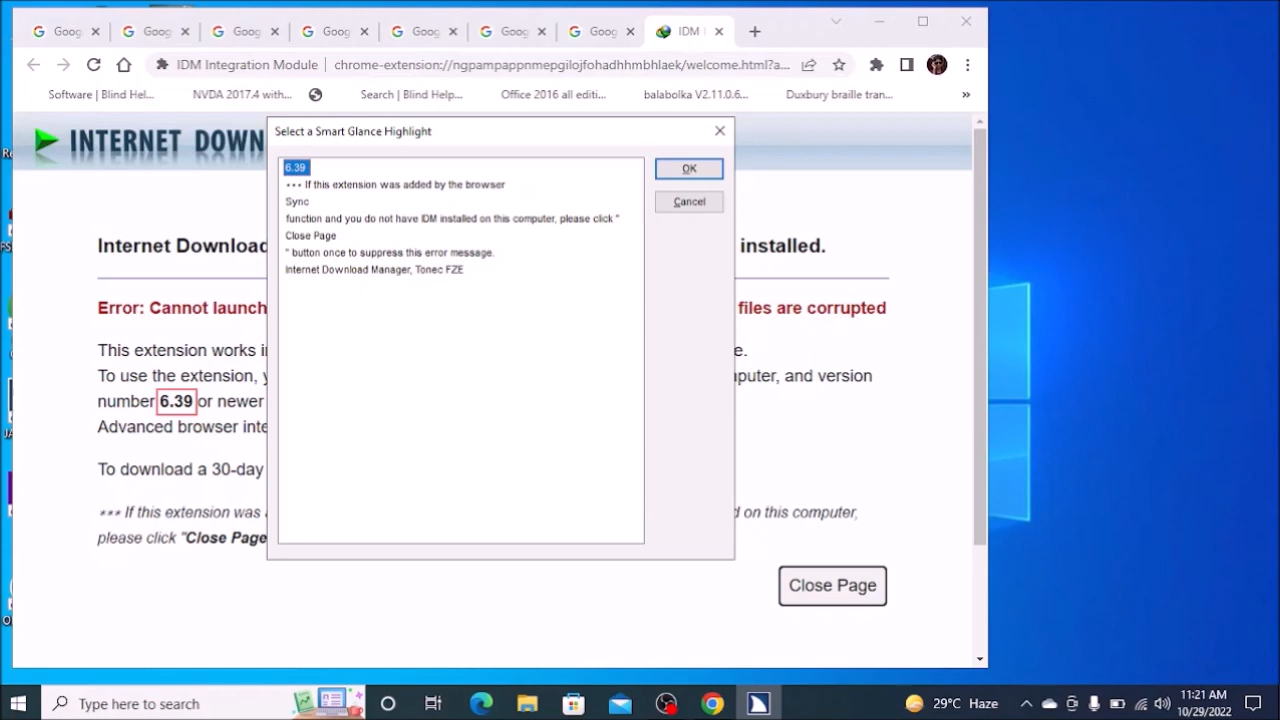 Goog
Goog
Goog
Goog
Goog
Goog
Goog
IDM
IDM Integration Module
chrome-extension://ngpampappnmepgilojfohadhhmbhlaek/welcome.html?a...
Software | Blind Hel...
NVDA 2017.4 with...
Search | Blind Help...
Office 2016 all editi...
balabolka V2.11.0.6...
Duxbury braille tran...
»
INTERNET DOWN
Select a Smart Glance Highlight
6.39
*** If this extension was added by the browser
Sync
function and you do not have IDM installed on this computer, please click "
Close Page
" button once to suppress this error message.
Internet Download Manager, Tonec FZE
OK
Cancel
Internet Download installed.
Error: Cannot launch files are corrupted
This extension works i e.
To use the extension, y puter, and version
number 6.39 or newer
Advanced browser inte
To download a 30-day
*** If this extension was d on this computer,
please click "Close Page
Close Page
Type here to search
29°C Haze
11:21 AM
10/29/2022